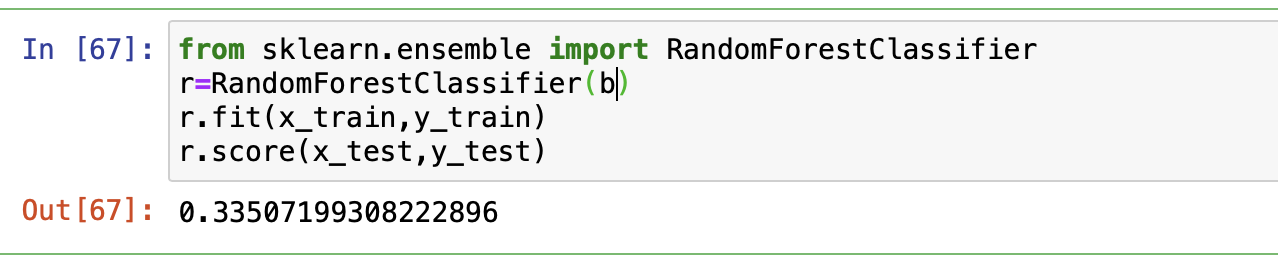 In [67]: from sklearn.ensemble import RandomForestClassifier
r=RandomForestClassifier(b)
r.fit(x_train,y_train)
r.score(x_test,y_test)
Out[67]: 0.33507199308222896